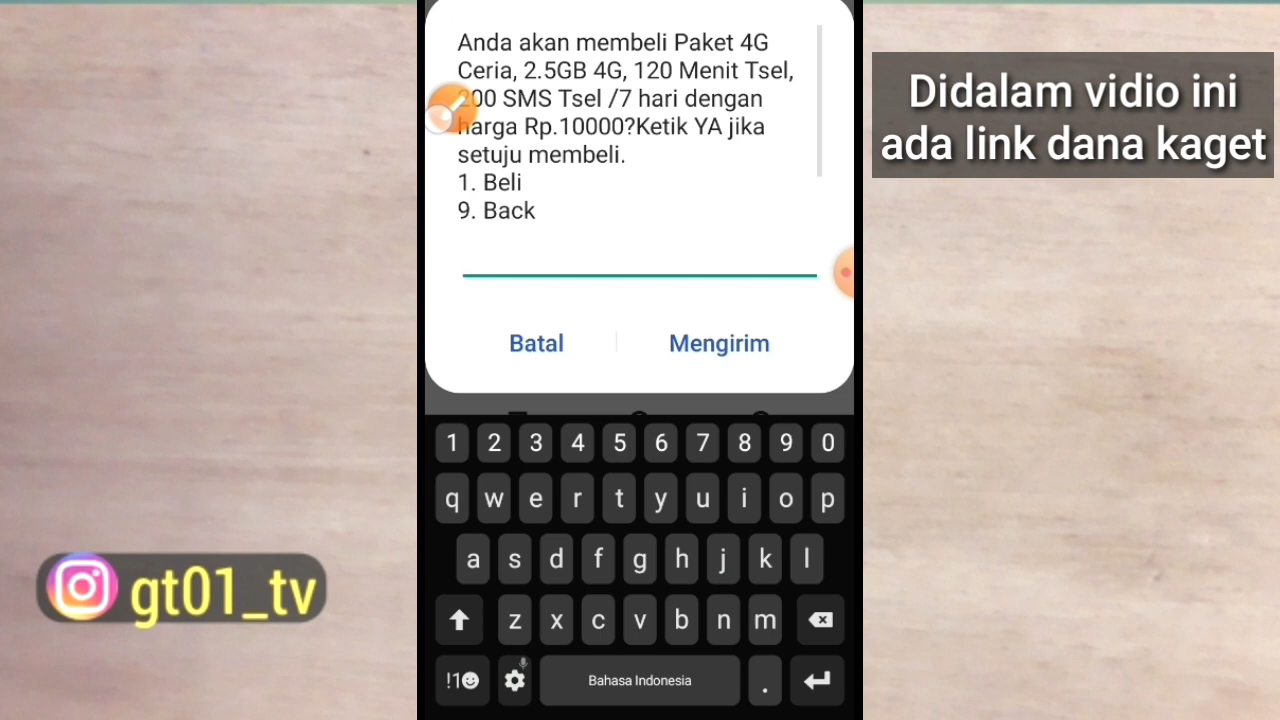 Anda akan membeli Paket 4G
Ceria, 2.5GB 4G, 120 Menit Tsel,
200 SMS Tsel /7 hari dengan
harga Rp.10000?Ketik YA jika
setuju membeli.
1. Beli
9. Back
Batal
Mengirim
1 2 3 4 5 6 7 8 9 0
q w e r t y u i o p
a s d f g h j k l
z x c v b n m
!1
Bahasa Indonesia
.
Didalam vidio ini
ada link dana kaget
gt01_tv